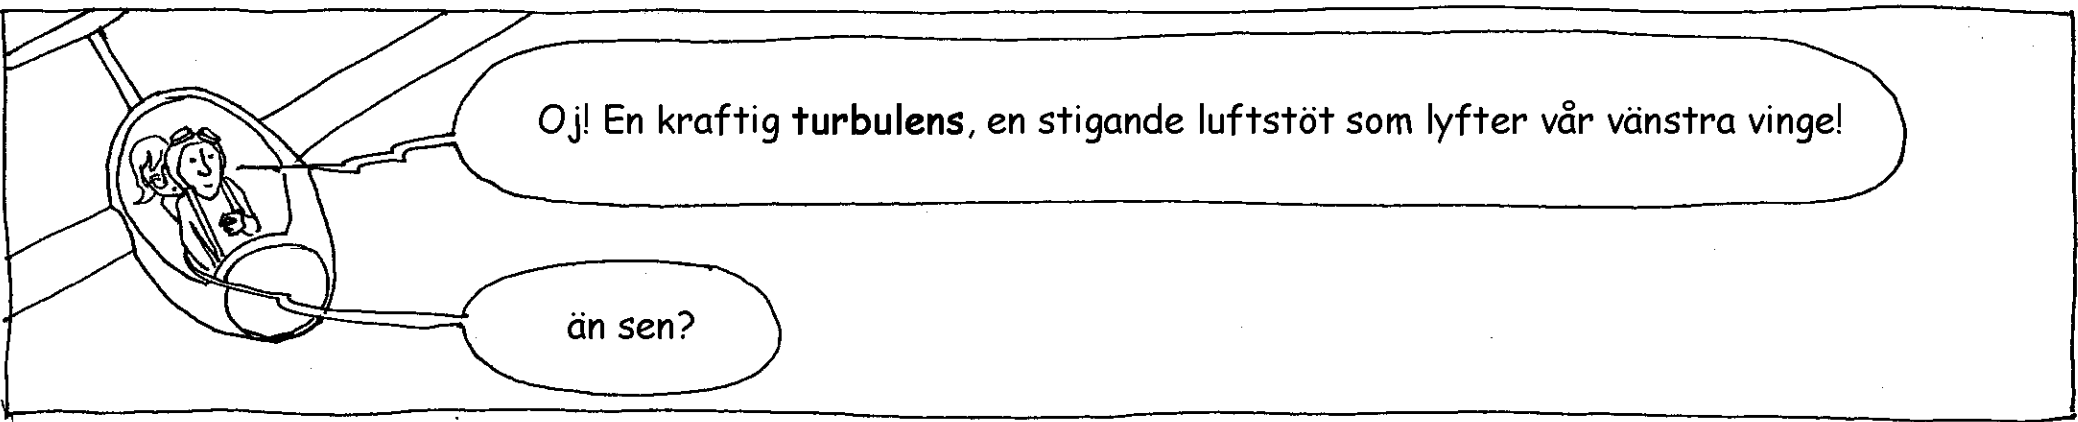 Oj! En kraftig turbulens, en stigande luftstöt som lyfter vår vänstra vinge!
än sen?